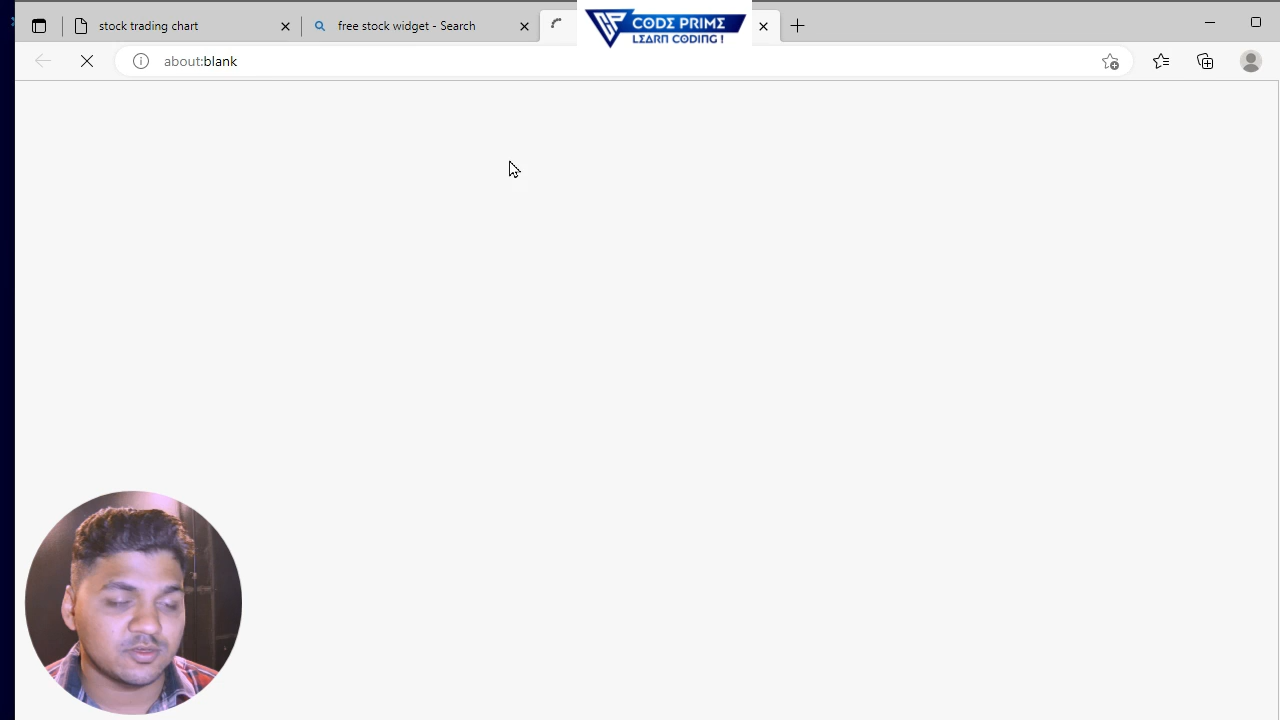 stock trading chart
free stock widget - Search
CODE PRIME
LEARN CODING !
about:blank